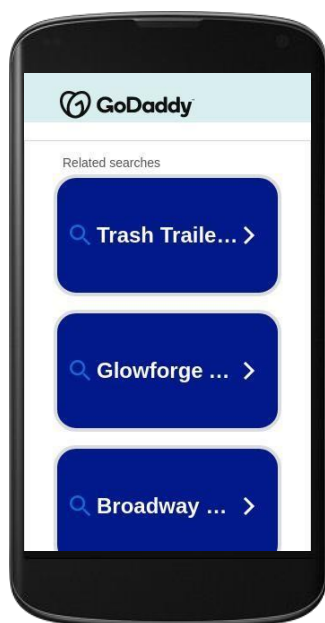 GoDaddy
Related searches
Trash Traile...
Glowforge ...
Broadway ...